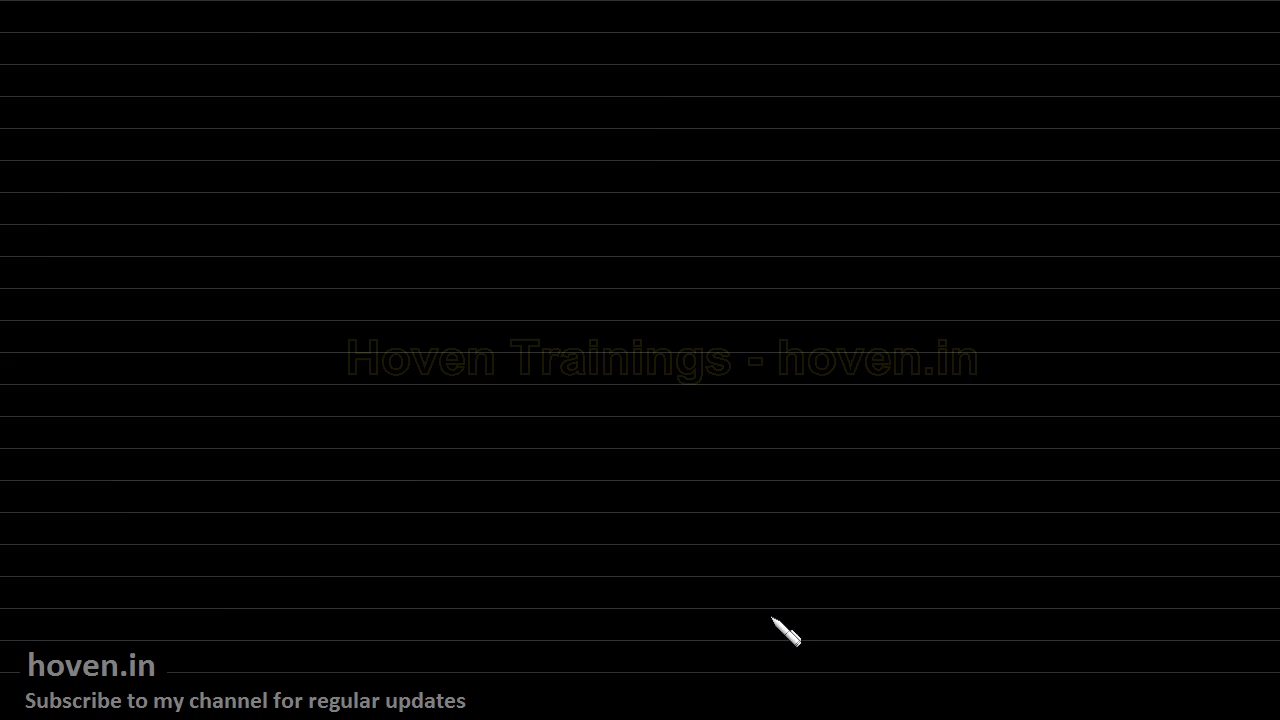 Hoven Trainings - hoven.in
hoven.in
Subscribe to my channel for regular updates